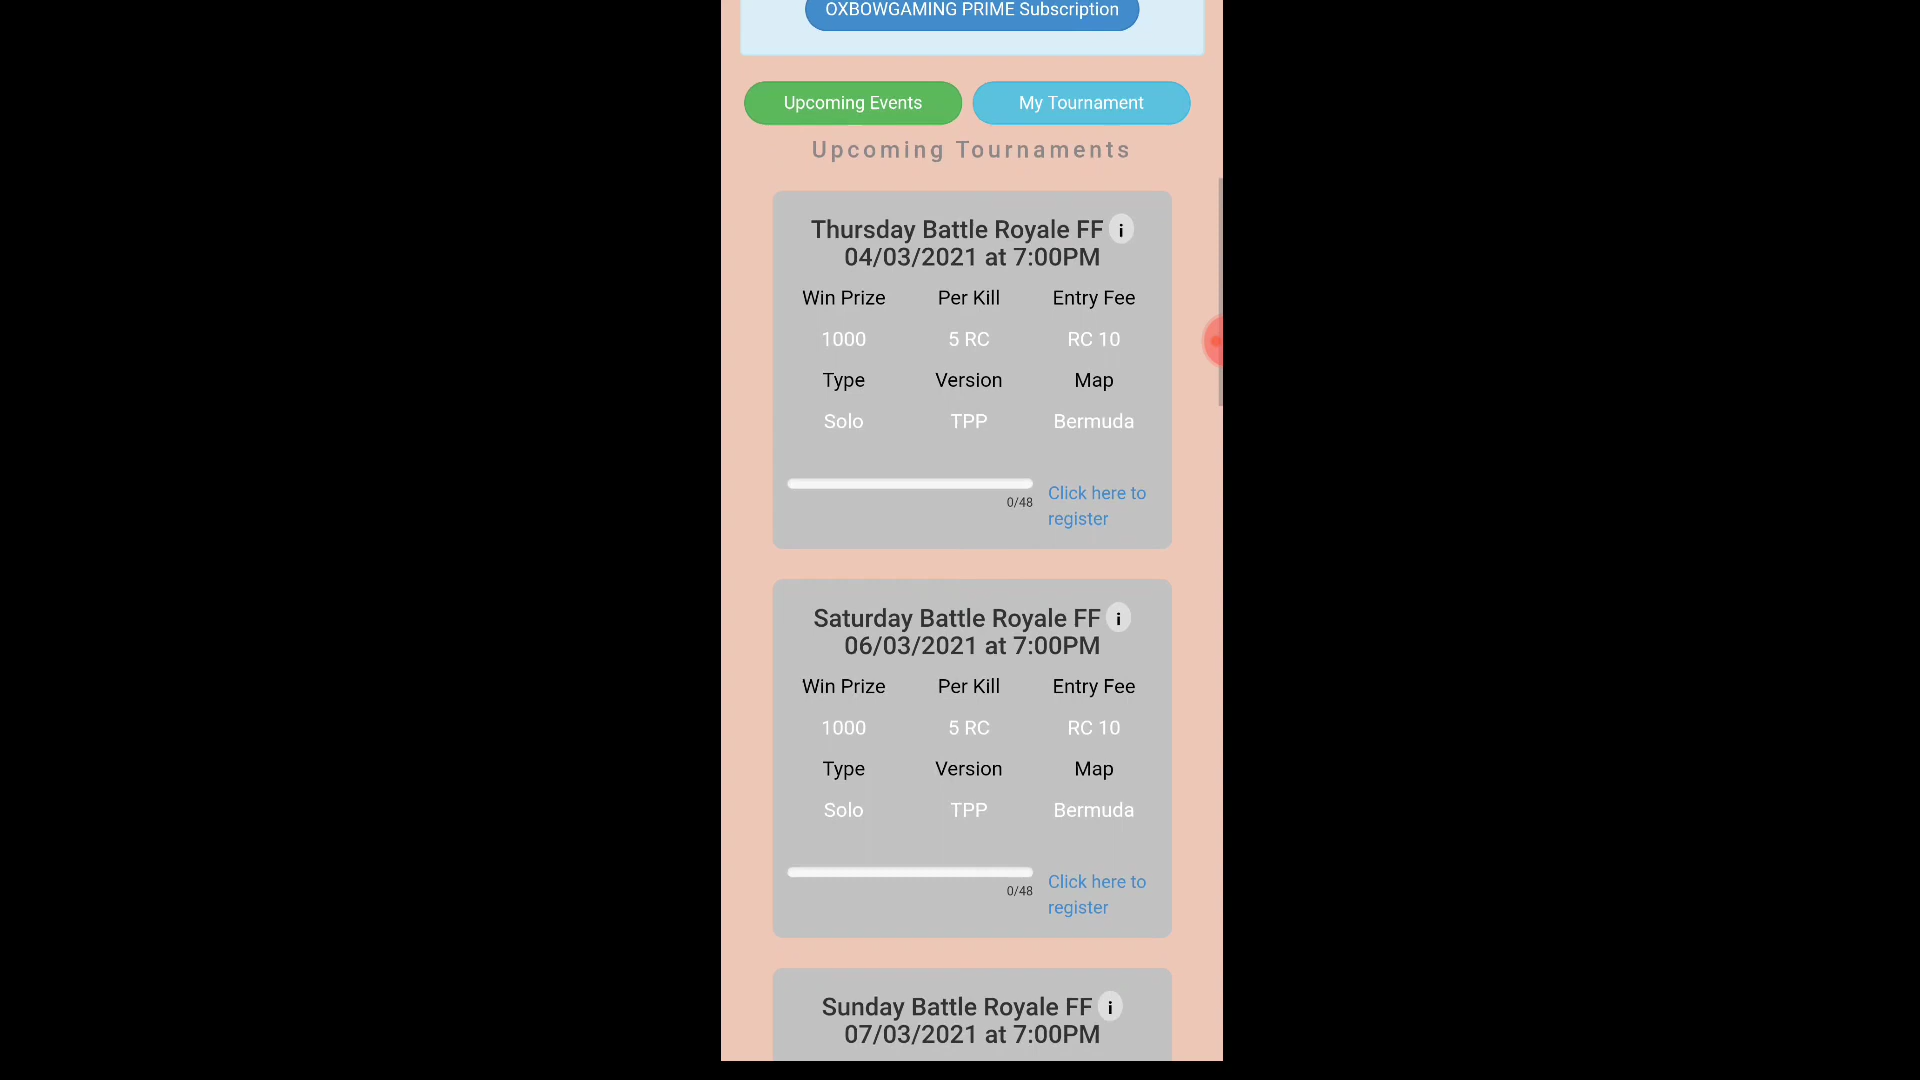 OXBOWGAMING PRIME Subscription
Upcoming Events My Tournament
Upcoming Tournaments
Thursday Battle Royale FF i
04/03/2021 at 7:00PM
Win Prize Per Kill Entry Fee
1000 5 RC RC 10
Type Version Map
Solo TPP Bermuda
0/48
Click here to
register
Saturday Battle Royale FF i
06/03/2021 at 7:00PM
Win Prize Per Kill Entry Fee
1000 5 RC RC 10
Type Version Map
Solo TPP Bermuda
0/48
Click here to
register
Sunday Battle Royale FF i
07/03/2021 at 7:00PM